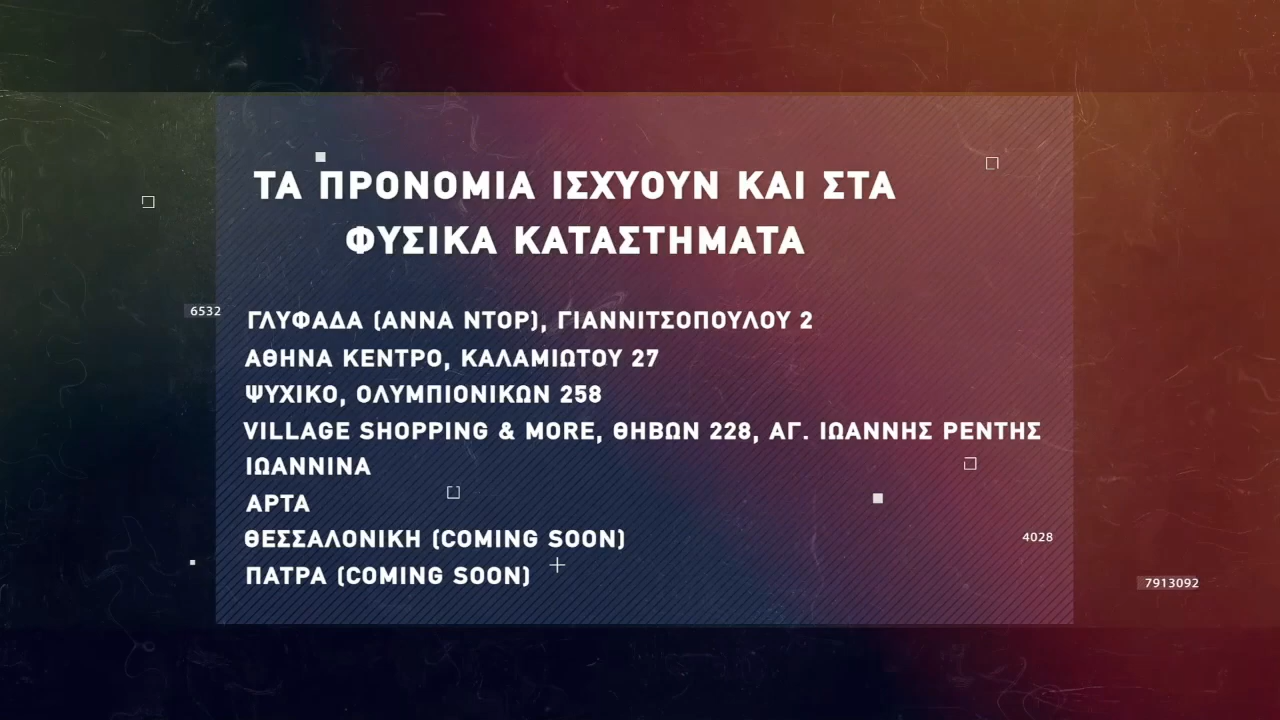 ΤΑ ΠΡΟΝΟΜΙΑ ΙΣΧΥΟΥΝ ΚΑΙ ΣΤΑ
ΦΥΣΙΚΑ ΚΑΤΑΣΤΗΜΑΤΑ
6532
ΓΛΥΦΑΔΑ (ΑΝΝΑ ΝΤΟΡ), ΓΙΑΝΝΙΤΣΟΠΟΥΛΟΥ 2
ΑΘΗΝΑ ΚΕΝΤΡΟ, ΚΑΛΑΜΙΩΤΟΥ 27
ΨΥΧΙΚΟ, ΟΛΥΜΠΙΟΝΙΚΩΝ 258
VILLAGE SHOPPING & MORE, ΘΗΒΩΝ 228, ΑΓ. ΙΩΑΝΝΗΣ ΡΕΝΤΗΣ
ΙΩΑΝΝΙΝΑ
ΑΡΤΑ
ΘΕΣΣΑΛΟΝΙΚΗ (COMING SOON)
4028
ΠΑΤΡΑ (COMING SOON)
7913092